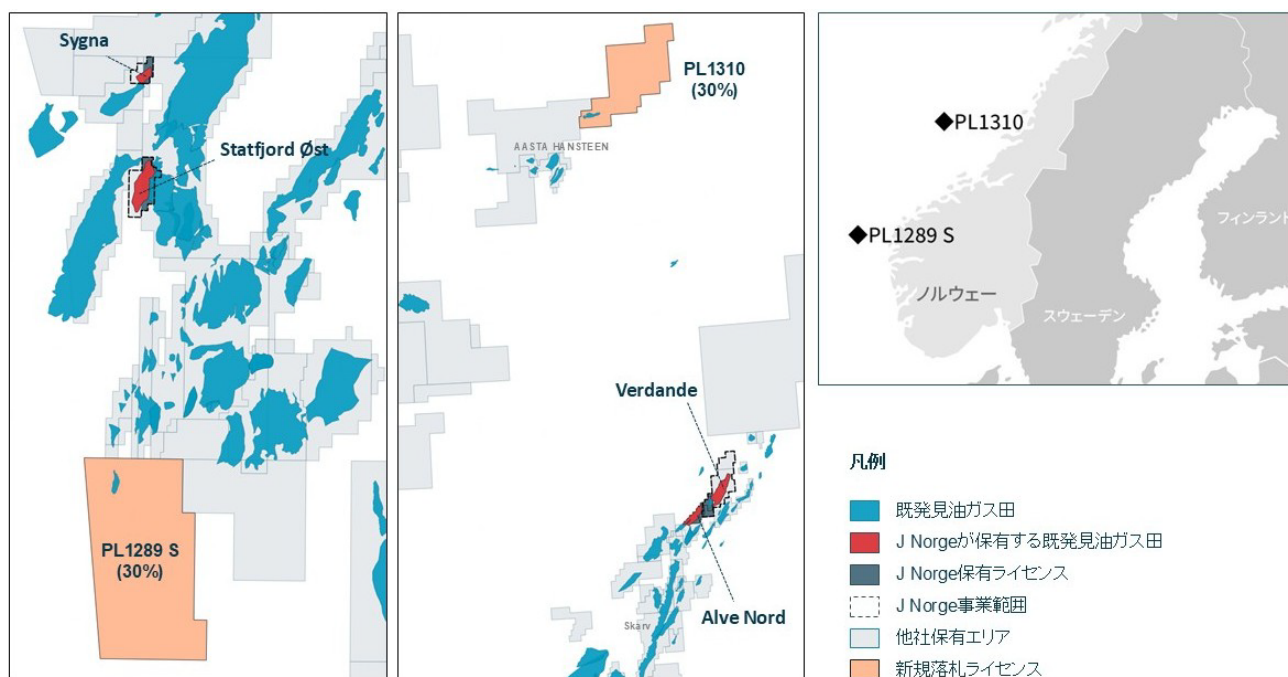 Sygna
Statfjord Øst
PL1289 S
(30%)
PL1310
(30%)
AASTA HANSTEEN
Verdande
Alve Nord
Skarv
◆PL1310
◆PL1289 S
ノルウェー
スウェーデン
フィンランド
凡例
既発見油ガス田
J Norgeが保有する既発見油ガス田
J Norge保有ライセンス
J Norge事業範囲
他社保有エリア
新規落札ライセンス